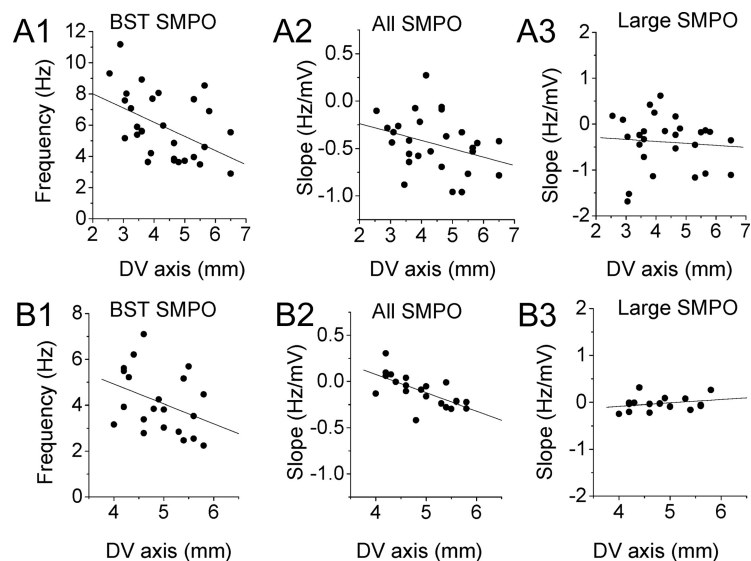 A1 BST SMPO
Frequency (Hz)
12
10
8
6
4
2
0
2 3 4 5 6 7
DV axis (mm)
A2 All SMPO
Slope (Hz/mV)
0.5
0.0
-0.5
-1.0
2 3 4 5 6 7
DV axis (mm)
A3 Large SMPO
Slope (Hz/mV)
2
1
0
-1
-2
2 3 4 5 6 7
DV axis (mm)
B1 BST SMPO
Frequency (Hz)
8
6
4
2
0
4 5 6
DV axis (mm)
B2 All SMPO
Slope (Hz/mV)
0.5
0.0
-0.5
-1.0
4 5 6
DV axis (mm)
B3 Large SMPO
Slope (Hz/mV)
2
1
0
-1
-2
4 5 6
DV axis (mm)